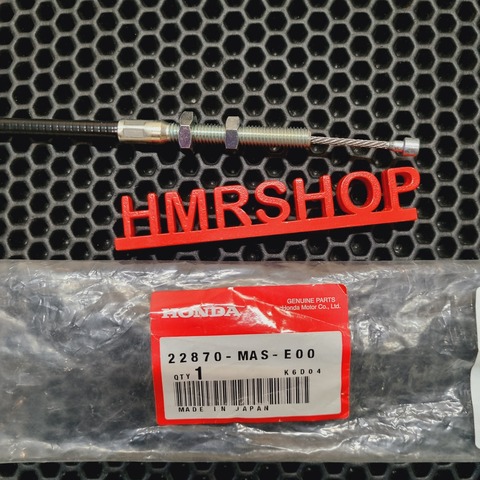 HMRSHOP
HONDA
GENUINE PARTS
Honda Motor Co., Ltd.
22870-MAS-E00
QTY 1 K6D04
MADE IN JAPAN